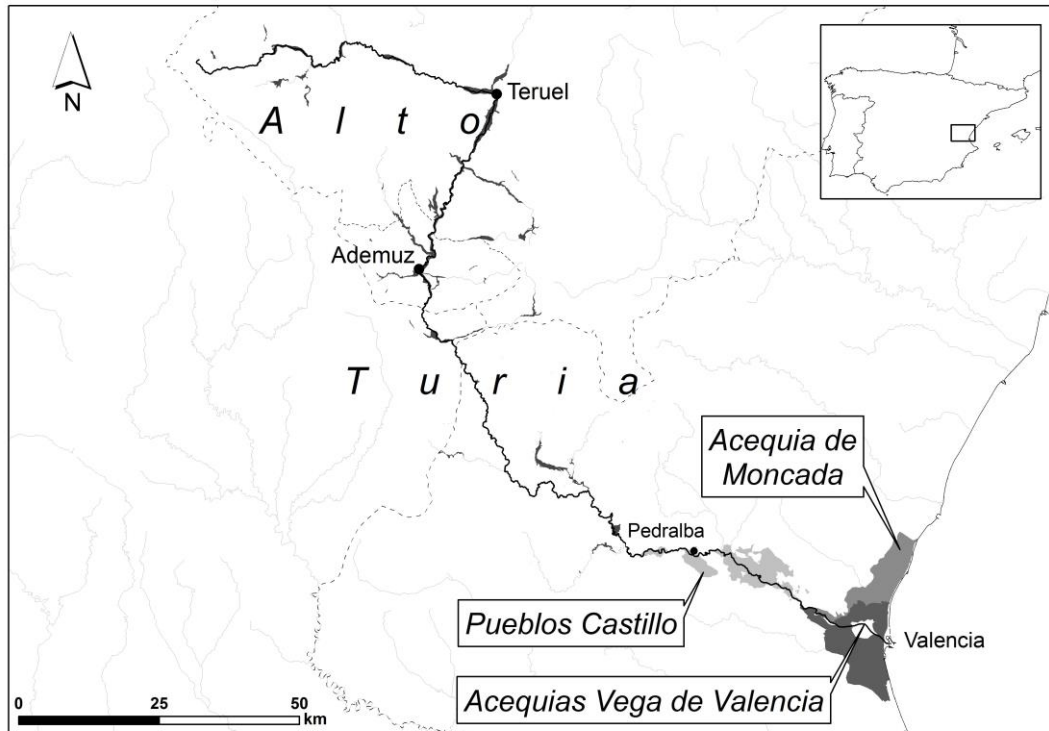 N
Teruel
Alto
Ademuz
Turia
Acequia de
Moncada
Pedralba
Pueblos Castillo
Valencia
Acequias Vega de Valencia
0 25 50
km